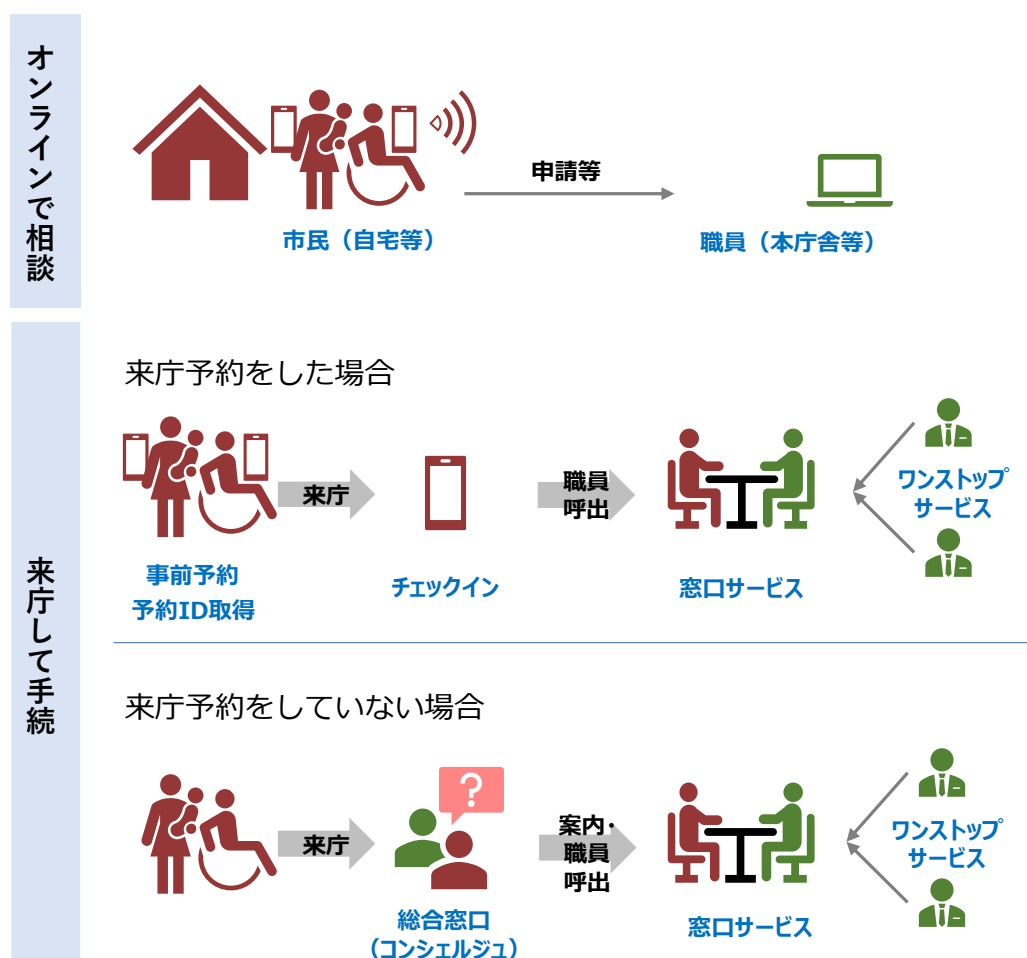 オンラインで相談
申請等
市民（自宅等）
職員（本庁舎等）
来庁して手続
来庁予約をした場合
来庁
職員
呼出
ワンストップ
サービス
事前予約
予約ID取得
チェックイン
窓口サービス
来庁予約をしていない場合
?
来庁
案内・
職員
呼出
ワンストップ
サービス
総合窓口
（コンシェルジュ）
窓口サービス